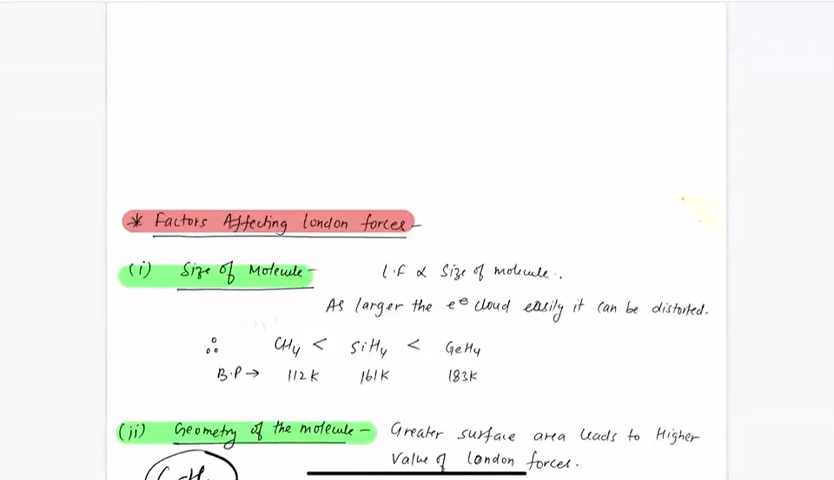 * Factors Affecting london forces-
(i) Size of Molecule- L.F ∝ Size of molecule.
As larger the e⊖ cloud easily it can be distorted.
∴ CH4 < SiH4 < GeH4
B.P → 112K 161K 183K
(ii) Geometry of the molecule- Greater surface area leads to Higher
value of london forces.